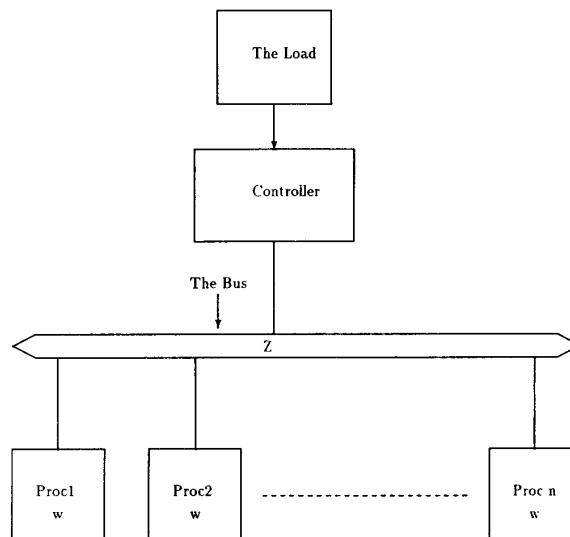 The Load
Controller
The Bus
Z
Proc1
w
Proc2
w
Proc n
w